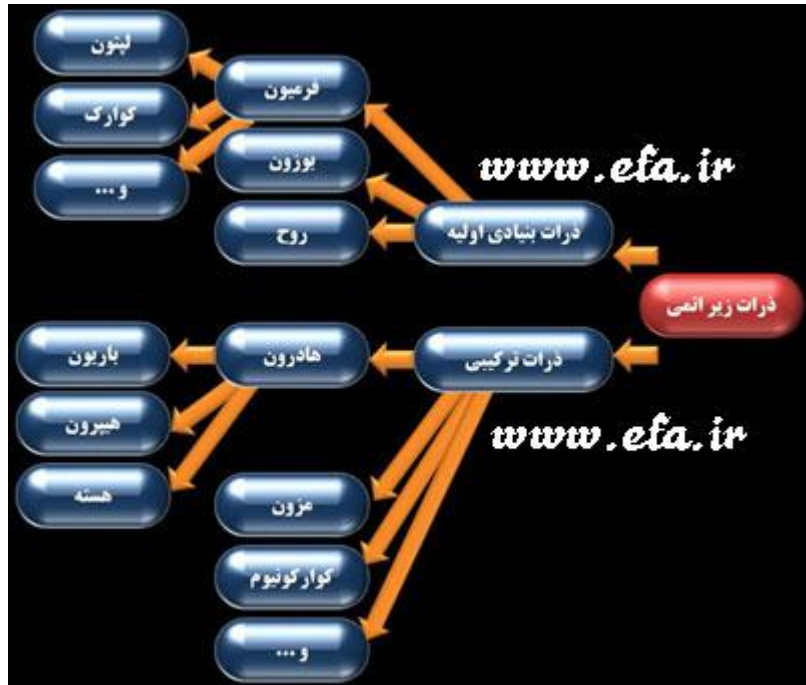 لپتون
فرمیون
کوارک
بوزون
www.efa.ir
و ...
ذرات بنیادی اولیه
روح
ذرات زیر اتمی
باریون
هادرون
ذرات ترکیبی
هیپرون
www.efa.ir
هسته
مزون
کوارکونیوم
و ...